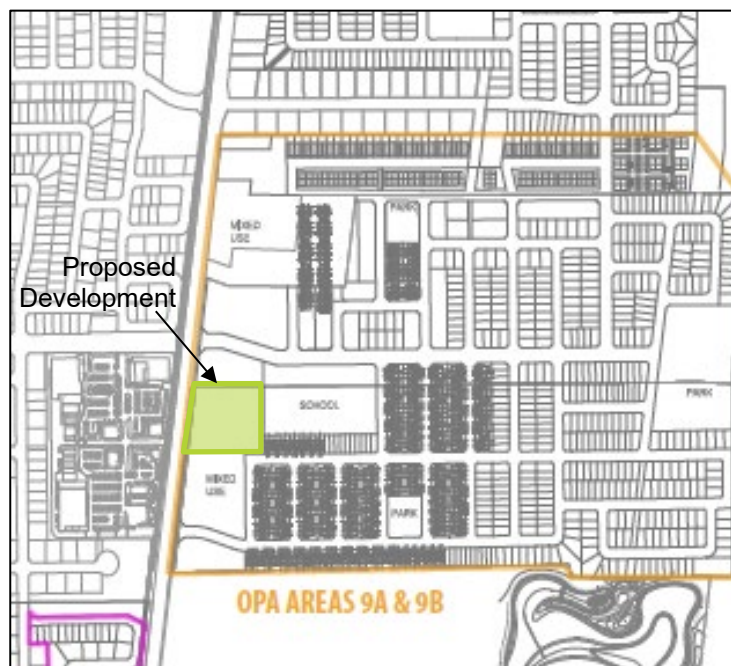 PARK
MIXED
USE
Proposed
Development
SCHOOL
PARK
MIXED
USE
PARK
OPA AREAS 9A & 9B